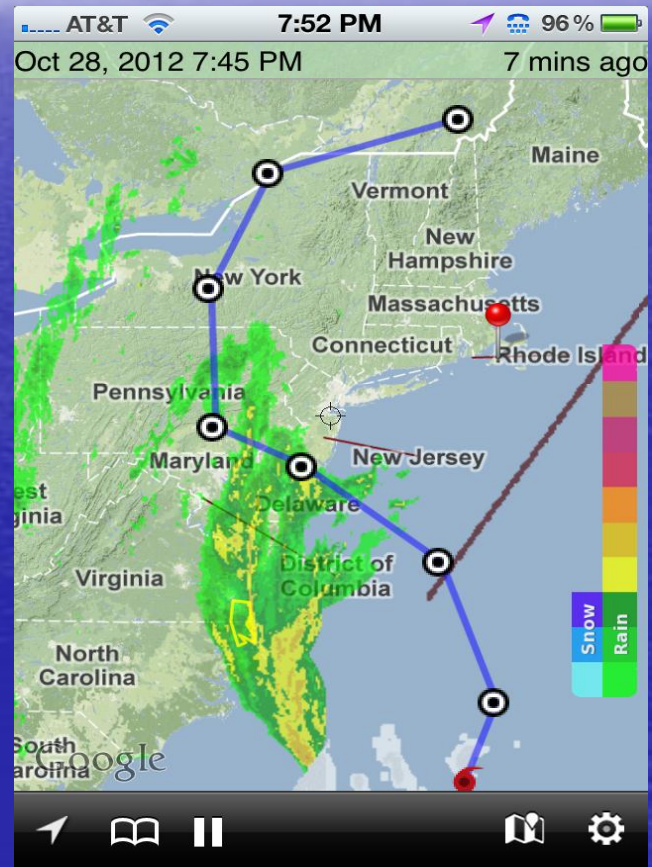 AT&T 7:52 PM 96%
Oct 28, 2012 7:45 PM 7 mins ago
Maine
Vermont
New
Hampshire
New York
Massachusetts
Connecticut
Rhode Island
Pennsylvania
Maryland
New Jersey
est
ginia
Delaware
District of
Columbia
Virginia
Snow
Rain
North
Carolina
South
arolina
Google